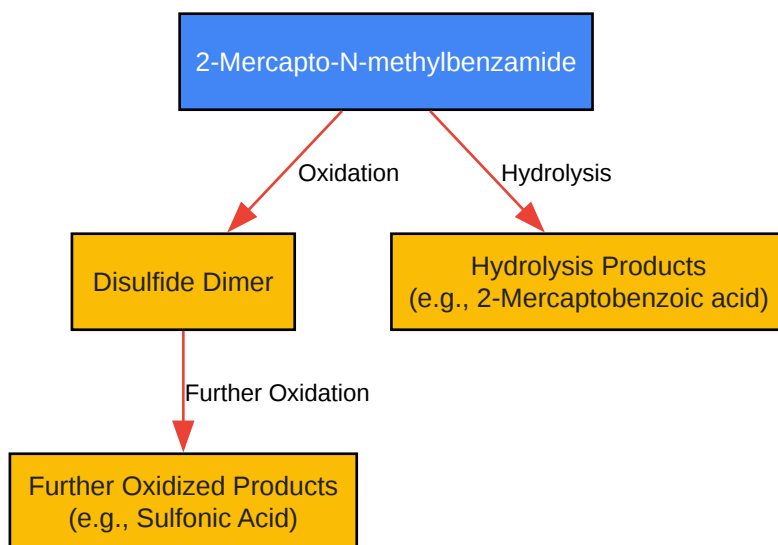 2-Mercapto-N-methylbenzamide
Oxidation
Hydrolysis
Disulfide Dimer
Hydrolysis Products
(e.g., 2-Mercaptobenzoic acid)
Further Oxidation
Further Oxidized Products
(e.g., Sulfonic Acid)